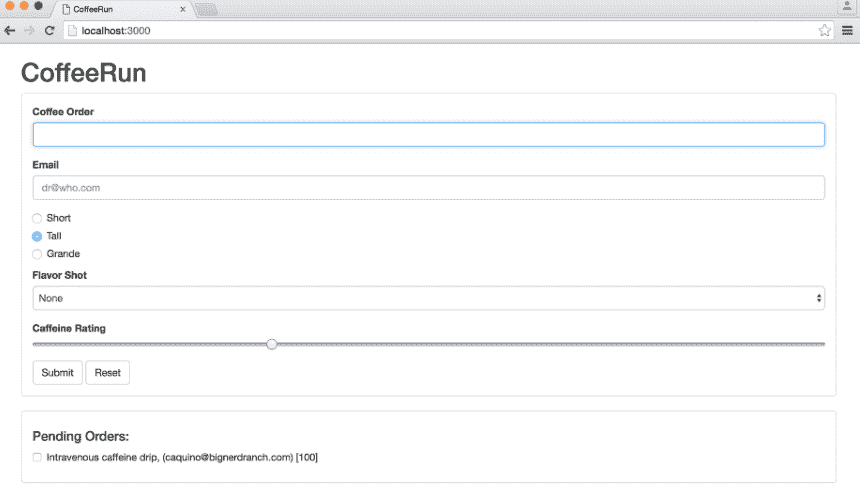 CoffeeRun
localhost:3000
CoffeeRun
Coffee Order
Email
dr@who.com
Short
Tall
Grande
Flavor Shot
None
Caffeine Rating
Submit Reset
Pending Orders:
Intravenous caffeine drip, (caquino@bignerdranch.com) [100]